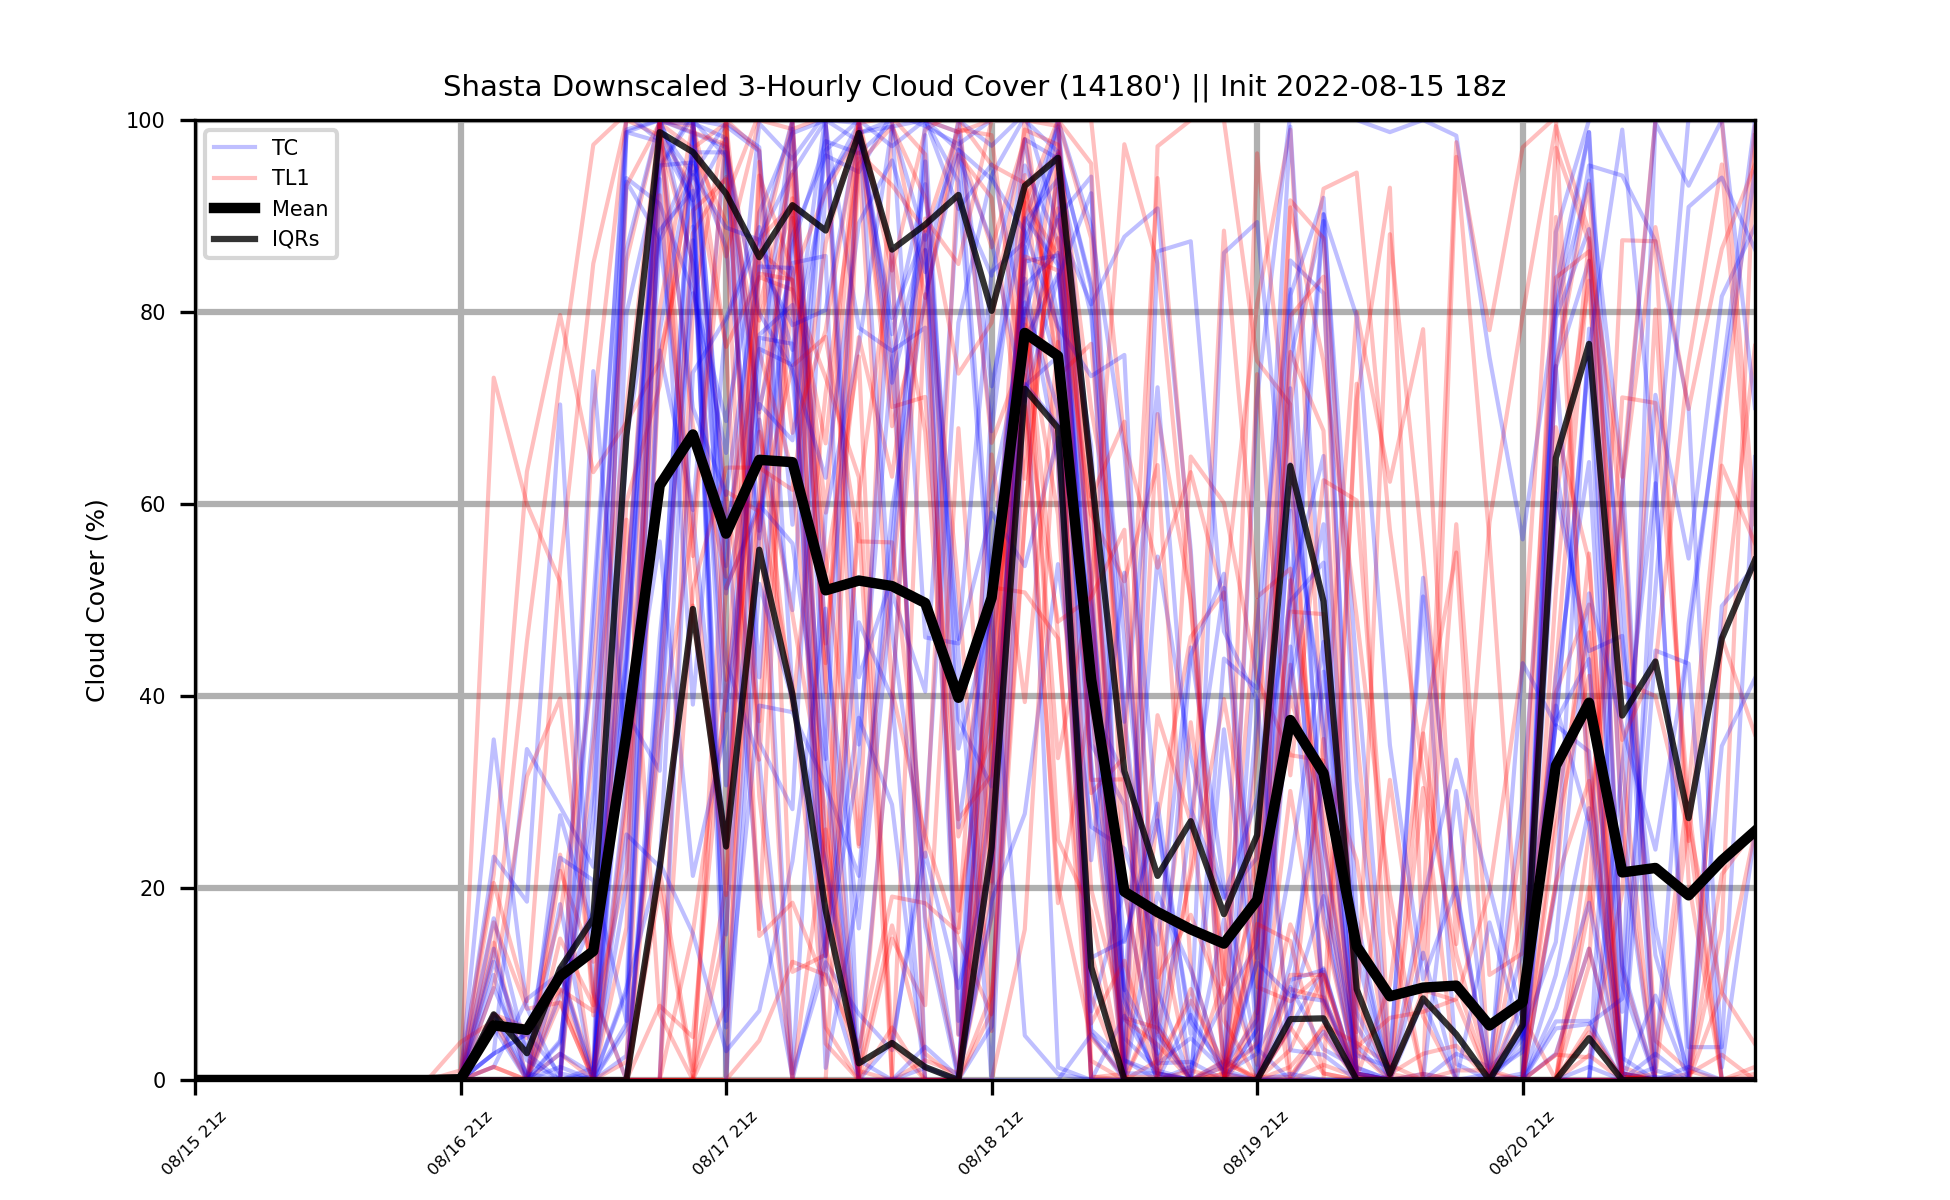 Shasta Downscaled 3-Hourly Cloud Cover (14180') || Init 2022-08-15 18z
TC
TL1
Mean
IQRs
Cloud Cover (%)
100
80
60
40
20
0
08/15 21z
08/16 21z
08/17 21z
08/18 21z
08/19 21z
08/20 21z